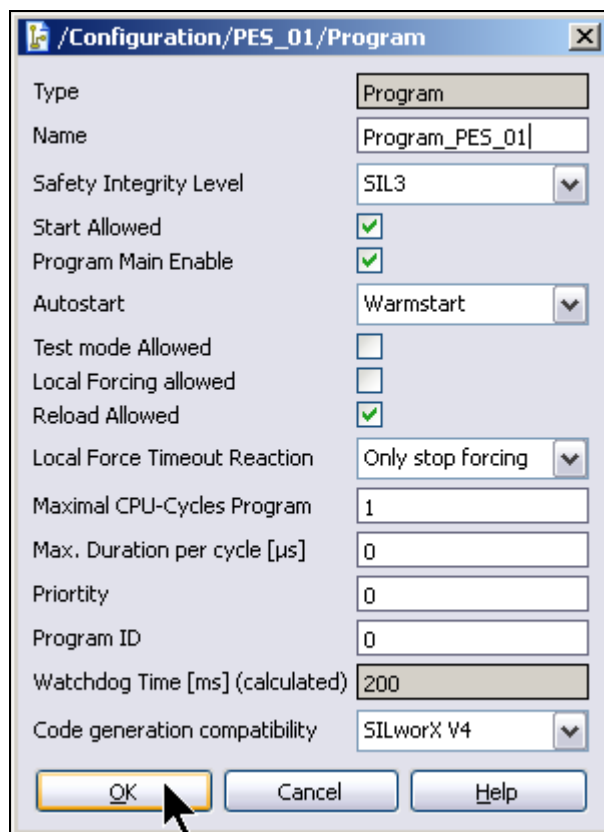 /Configuration/PES_01/Program
Type Program
Name Program_PES_01
Safety Integrity Level SIL3
Start Allowed
Program Main Enable
Autostart Warmstart
Test mode Allowed
Local Forcing allowed
Reload Allowed
Local Force Timeout Reaction Only stop forcing
Maximal CPU-Cycles Program 1
Max. Duration per cycle [µs] 0
Priortity 0
Program ID 0
Watchdog Time [ms] (calculated) 200
Code generation compatibility SILworX V4
OK Cancel Help